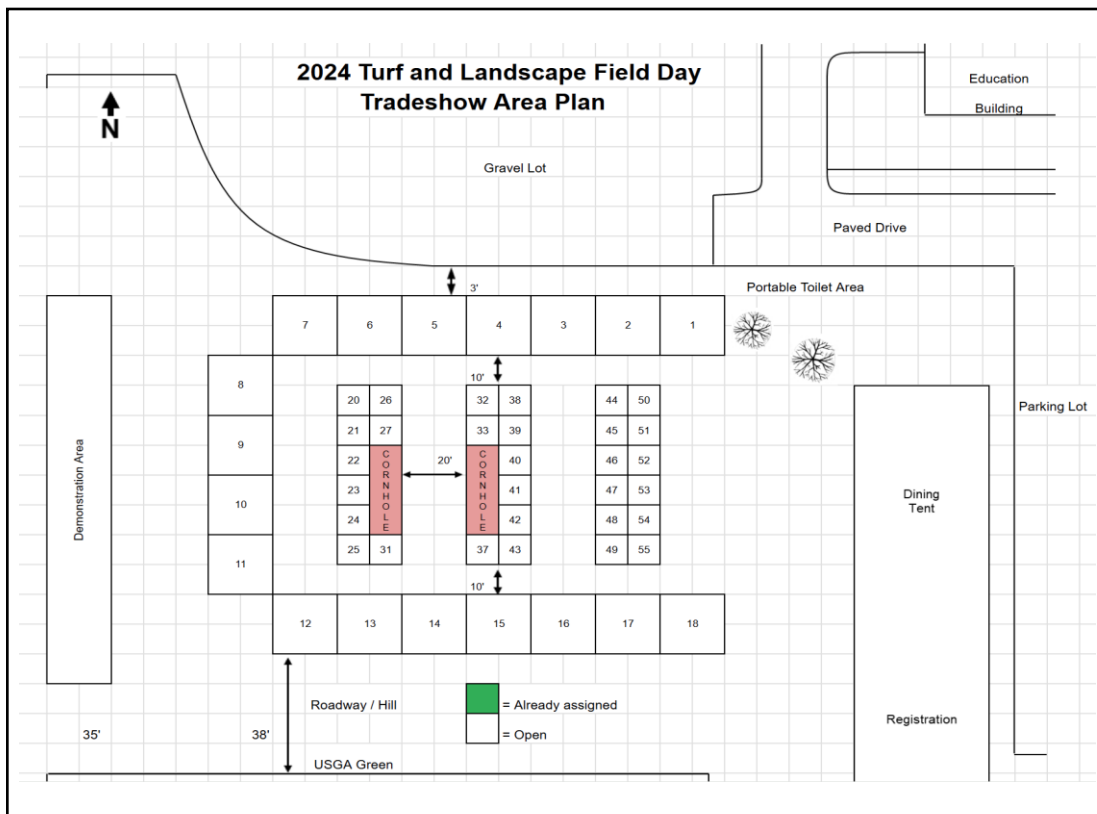 2024 Turf and Landscape Field Day
Tradeshow Area Plan
N
Education
Building
Gravel Lot
Paved Drive
3'
Portable Toilet Area
7 6 5 4 3 2 1
8
10'
Parking Lot
20 26 32 38 44 50
21 27 33 39 45 51
9
22 20' 40 46 52
CORNHOLE
CORNHOLE
Demonstration Area
23 41 47 53
Dining
Tent
10
24 42 48 54
25 31 37 43 49 55
11
10'
12 13 14 15 16 17 18
Roadway / Hill
= Already assigned
Registration
35'
38'
= Open
USGA Green